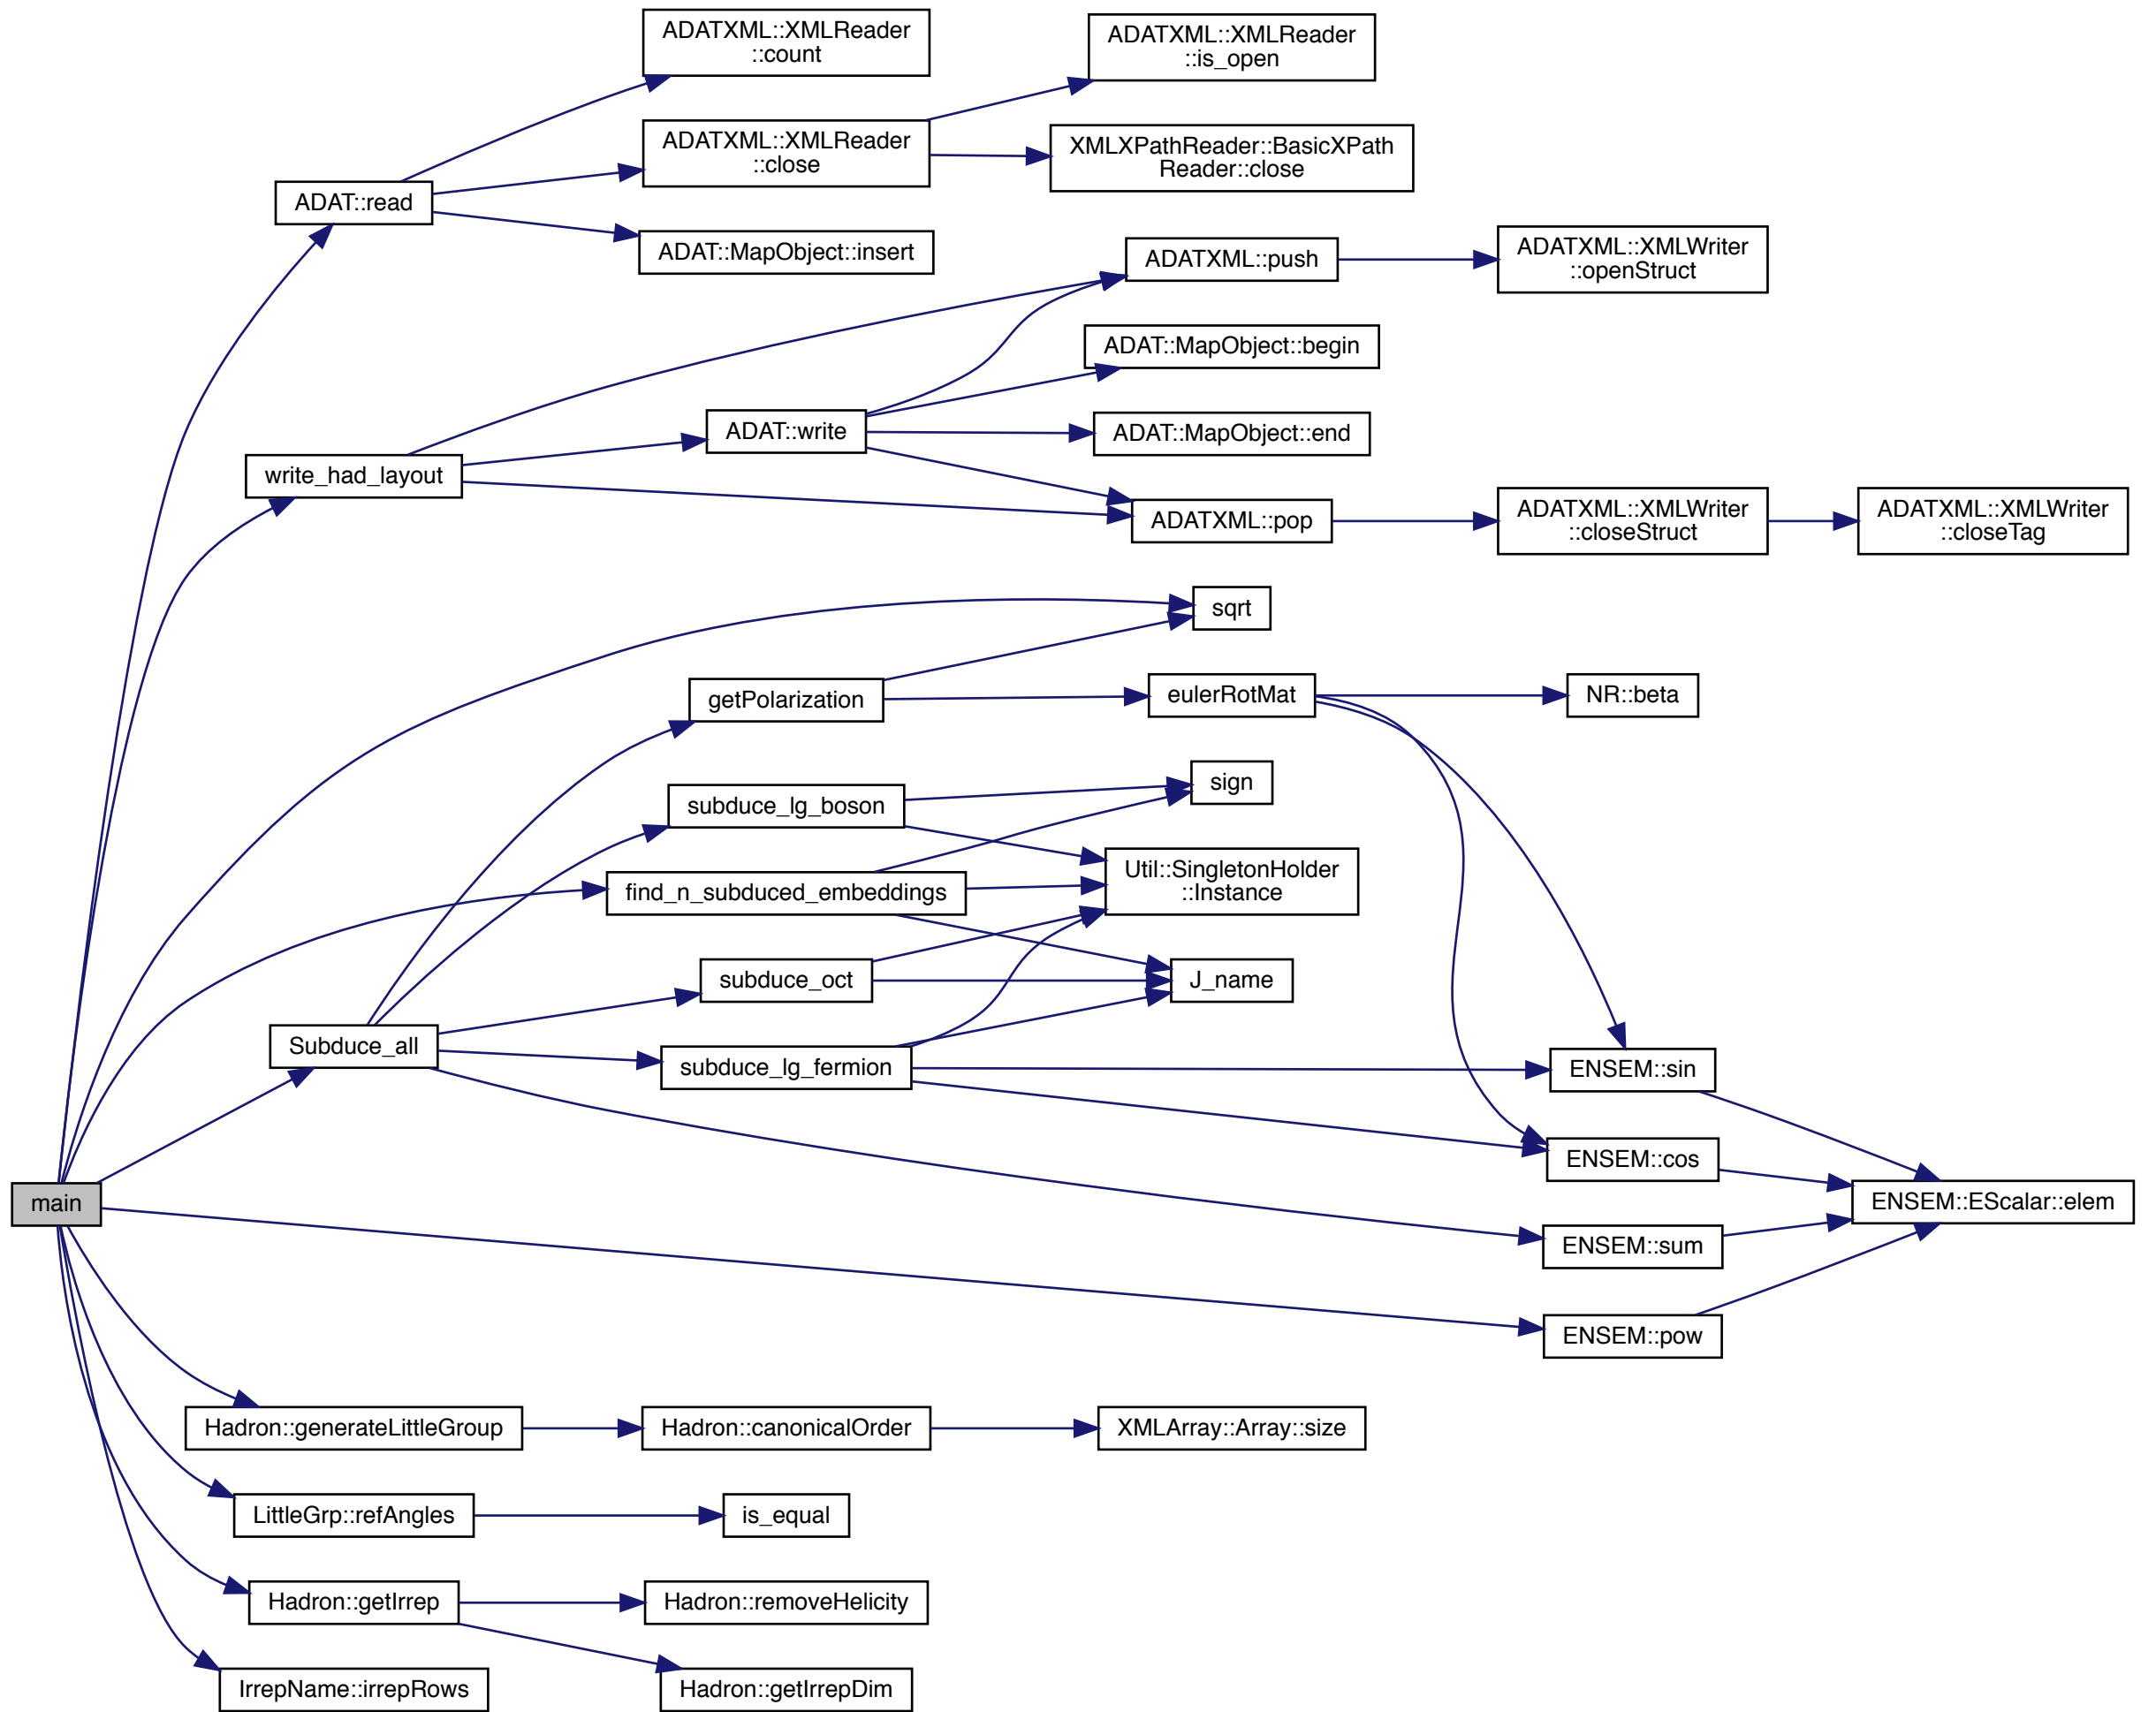 ADATXML::XMLReader
::count
ADATXML::XMLReader
::is_open
ADATXML::XMLReader
::close
XMLXPathReader::BasicXPath
Reader::close
ADAT::read
ADAT::MapObject::insert
ADATXML::push
ADATXML::XMLWriter
::openStruct
ADAT::MapObject::begin
ADAT::write
ADAT::MapObject::end
write_had_layout
ADATXML::pop
ADATXML::XMLWriter
::closeStruct
ADATXML::XMLWriter
::closeTag
sqrt
getPolarization
eulerRotMat
NR::beta
sign
subduce_lg_boson
Util::SingletonHolder
::Instance
find_n_subduced_embeddings
subduce_oct
J_name
Subduce_all
subduce_lg_fermion
ENSEM::sin
ENSEM::cos
main
ENSEM::EScalar::elem
ENSEM::sum
ENSEM::pow
Hadron::generateLittleGroup
Hadron::canonicalOrder
XMLArray::Array::size
LittleGrp::refAngles
is_equal
Hadron::getIrrep
Hadron::removeHelicity
IrrepName::irrepRows
Hadron::getIrrepDim